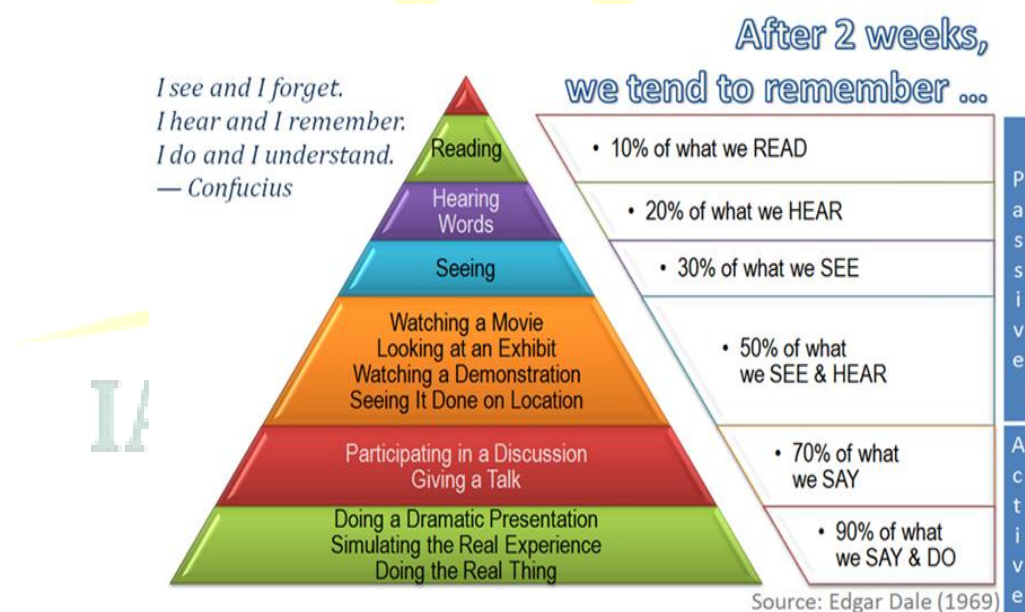 After 2 weeks,
we tend to remember ...
I see and I forget.
I hear and I remember.
I do and I understand.
— Confucius
Reading
• 10% of what we READ
Hearing
Words
• 20% of what we HEAR
Seeing
• 30% of what we SEE
Watching a Movie
Looking at an Exhibit
Watching a Demonstration
Seeing It Done on Location
• 50% of what
we SEE & HEAR
Participating in a Discussion
Giving a Talk
• 70% of what
we SAY
Doing a Dramatic Presentation
Simulating the Real Experience
Doing the Real Thing
• 90% of what
we SAY & DO
Passive
Active
Source: Edgar Dale (1969)